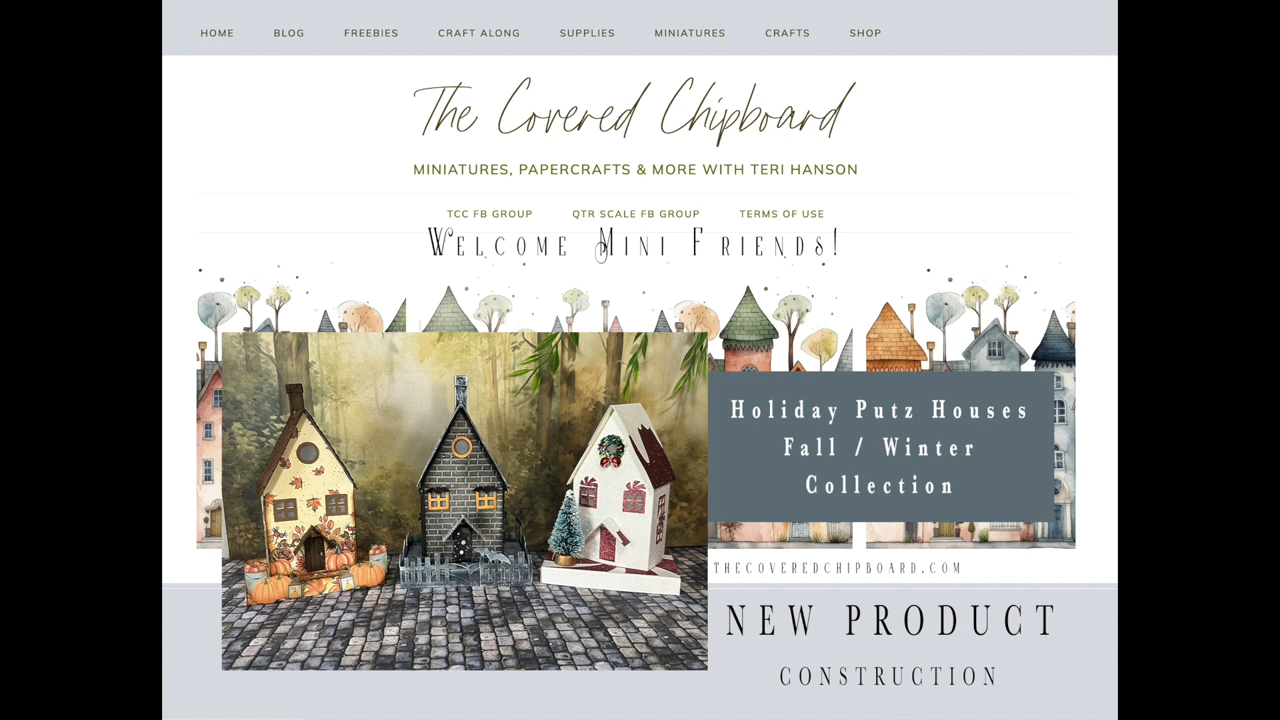 HOME BLOG FREEBIES CRAFT ALONG SUPPLIES MINIATURES CRAFTS SHOP
The Covered Chipboard
MINIATURES, PAPERCRAFTS & MORE WITH TERI HANSON
TCC FB GROUP QTR SCALE FB GROUP TERMS OF USE
Welcome Mini Friends!
Holiday Putz Houses
Fall / Winter
Collection
THECOVEREDCHIPBOARD.COM
NEW PRODUCT
CONSTRUCTION